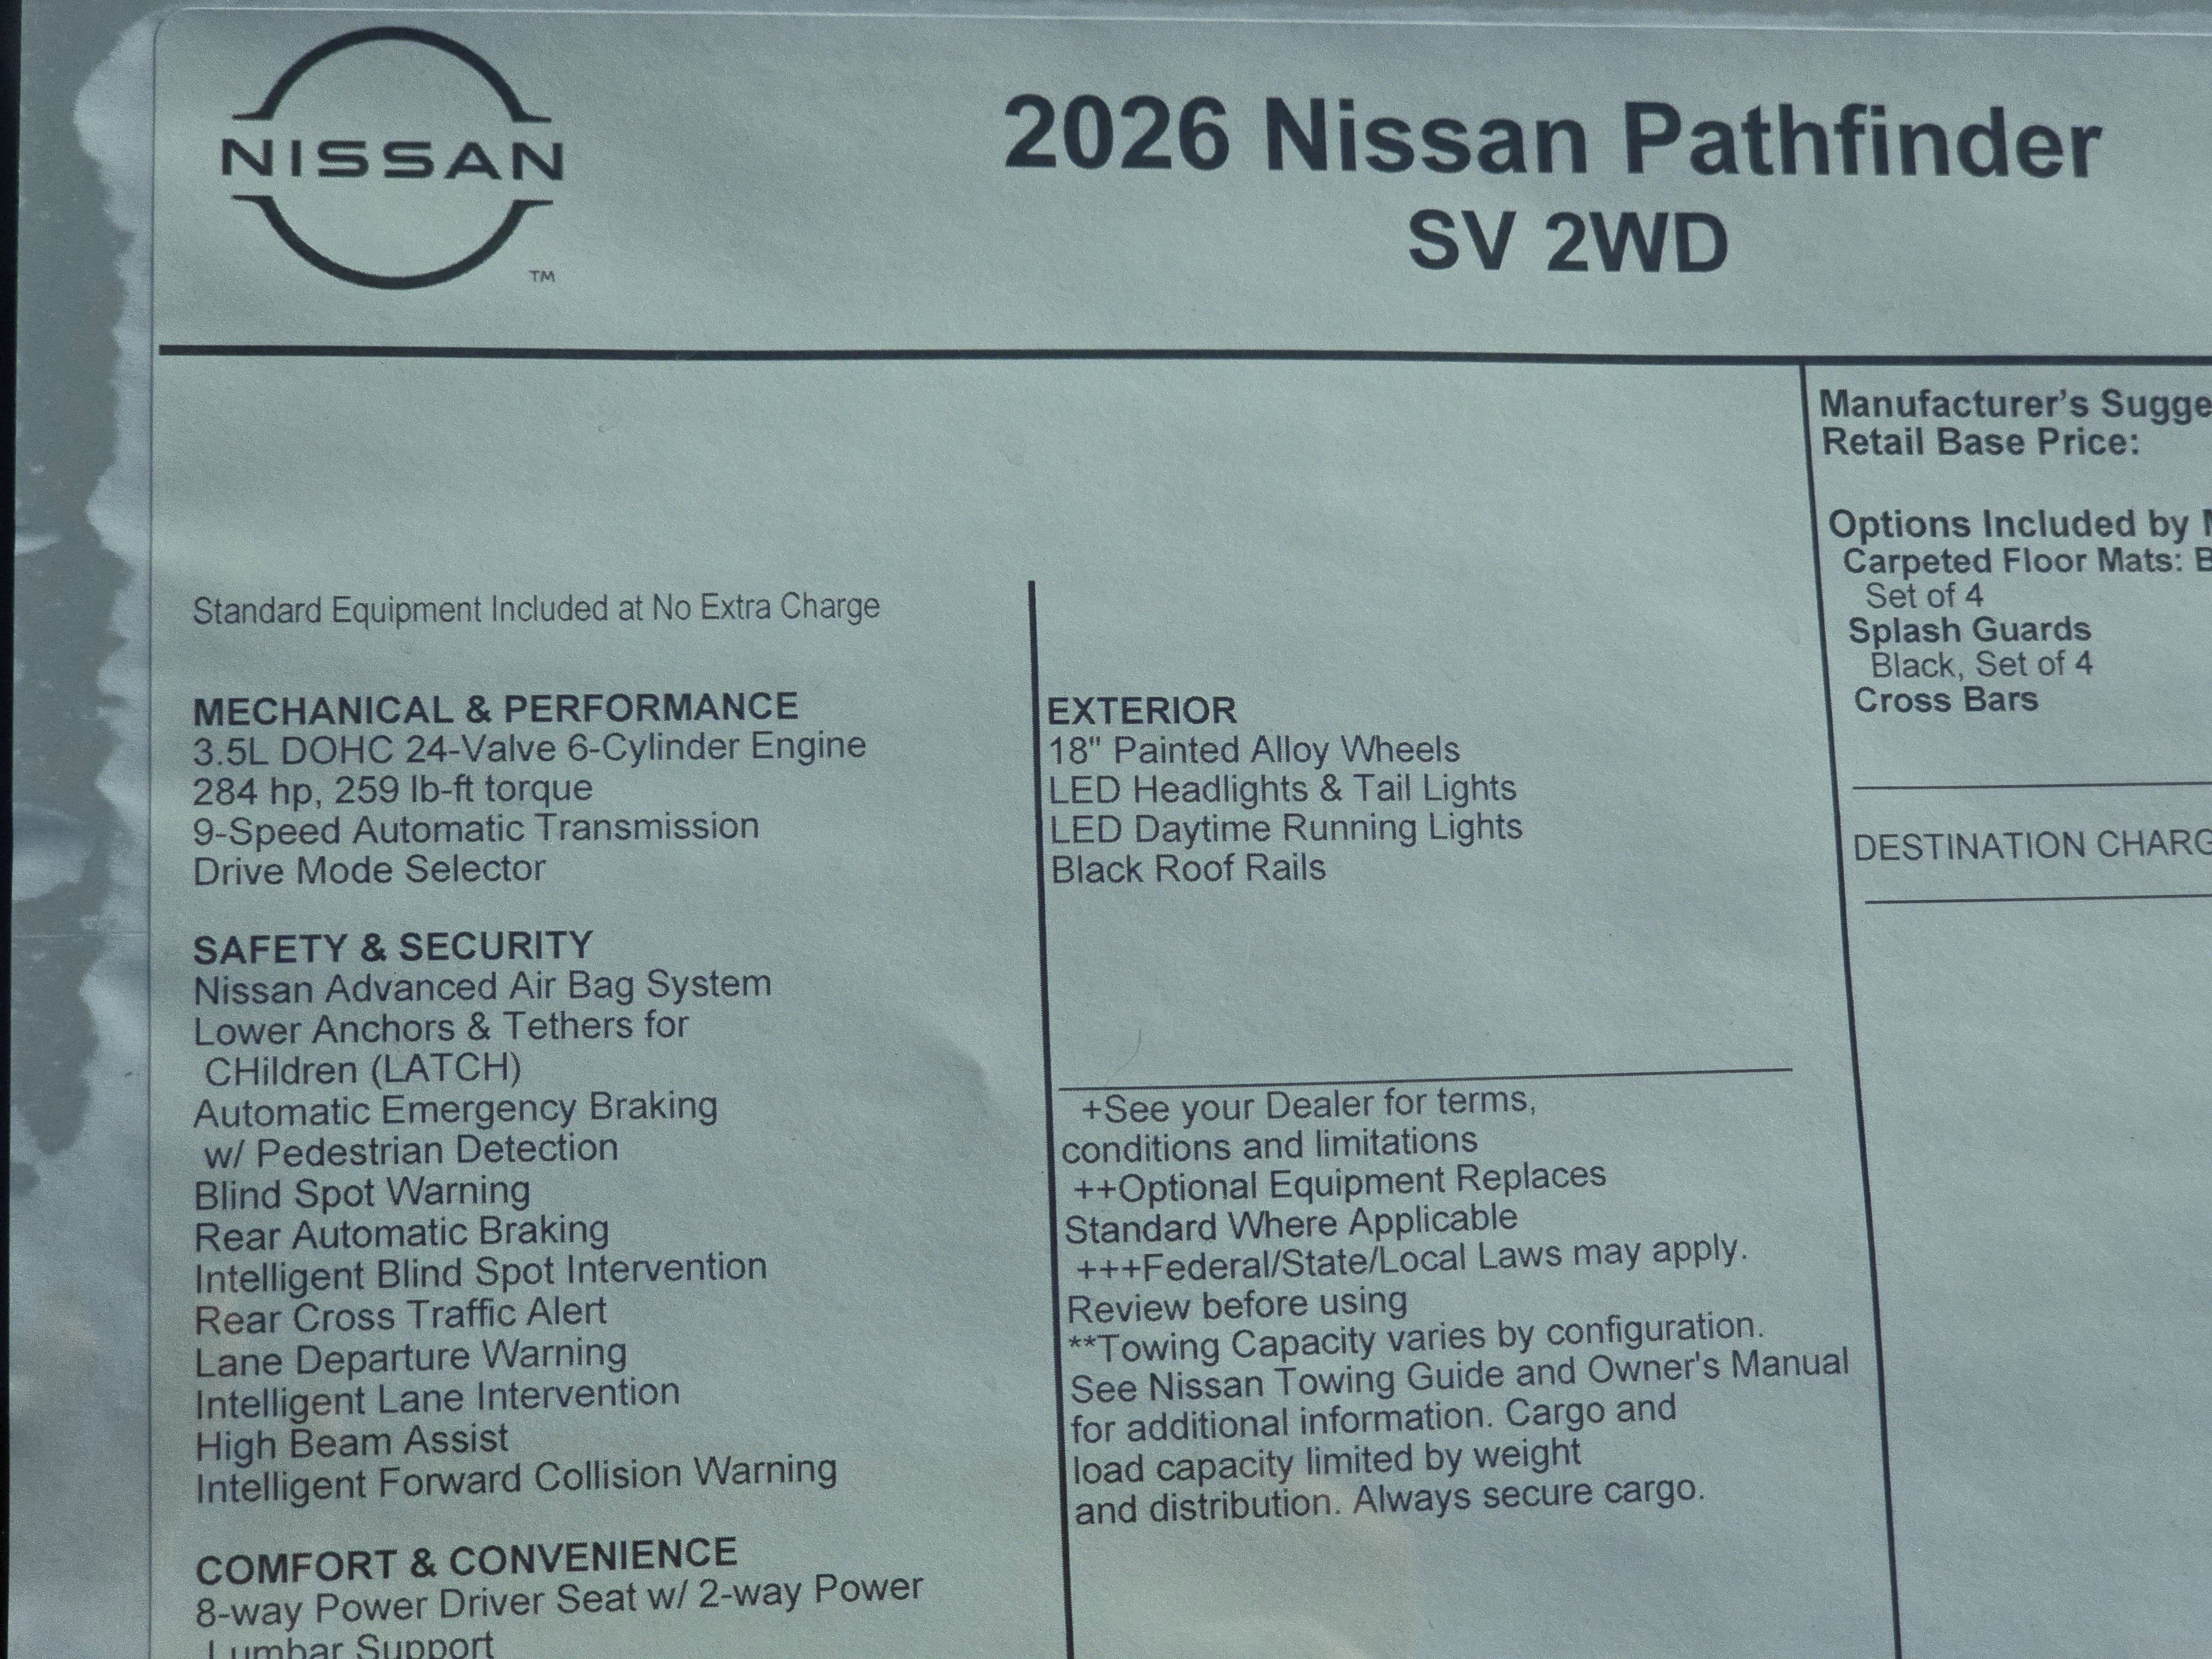 NISSAN
TM
2026 Nissan Pathfinder
SV 2WD
Standard Equipment Included at No Extra Charge
MECHANICAL & PERFORMANCE
3.5L DOHC 24-Valve 6-Cylinder Engine
284 hp, 259 lb-ft torque
9-Speed Automatic Transmission
Drive Mode Selector
SAFETY & SECURITY
Nissan Advanced Air Bag System
Lower Anchors & Tethers for
CHildren (LATCH)
Automatic Emergency Braking
w/ Pedestrian Detection
Blind Spot Warning
Rear Automatic Braking
Intelligent Blind Spot Intervention
Rear Cross Traffic Alert
Lane Departure Warning
Intelligent Lane Intervention
High Beam Assist
Intelligent Forward Collision Warning
COMFORT & CONVENIENCE
8-way Power Driver Seat w/ 2-way Power
Lumbar Support
EXTERIOR
18" Painted Alloy Wheels
LED Headlights & Tail Lights
LED Daytime Running Lights
Black Roof Rails
+See your Dealer for terms,
conditions and limitations
++Optional Equipment Replaces
Standard Where Applicable
+++Federal/State/Local Laws may apply.
Review before using
**Towing Capacity varies by configuration.
See Nissan Towing Guide and Owner's Manual
for additional information. Cargo and
load capacity limited by weight
and distribution. Always secure cargo.
Manufacturer's Sugge
Retail Base Price:
Options Included by
Carpeted Floor Mats:
Set of 4
Splash Guards
Black, Set of 4
Cross Bars
DESTINATION CHARG